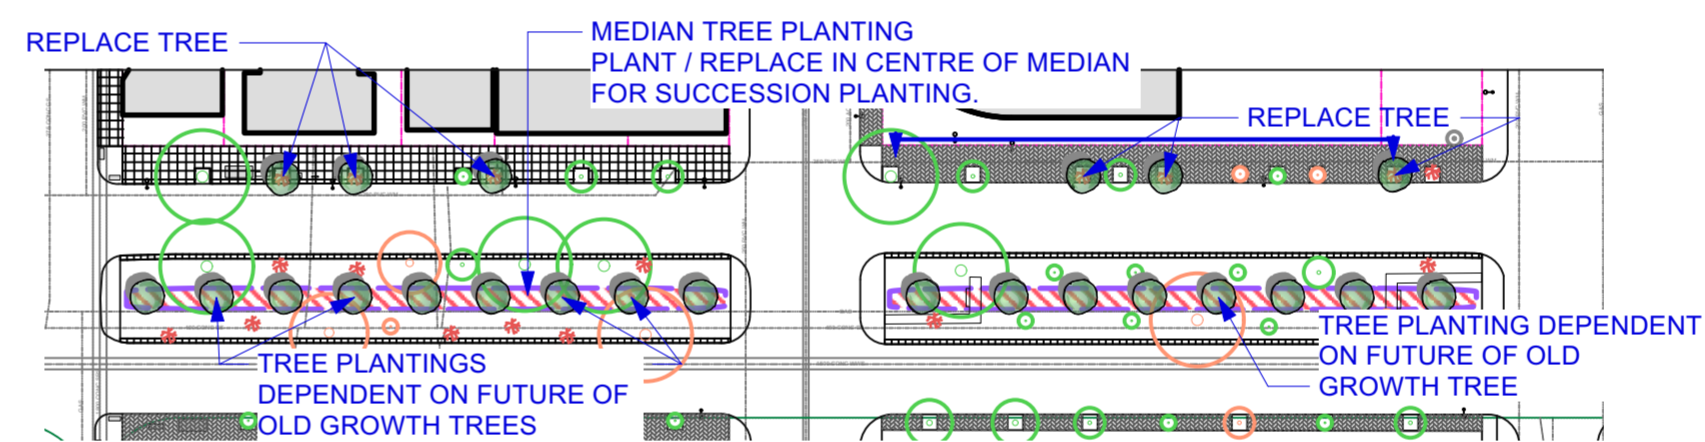 REPLACE TREE
MEDIAN TREE PLANTING
PLANT / REPLACE IN CENTRE OF MEDIAN
FOR SUCCESSION PLANTING.
REPLACE TREE
TREE PLANTINGS
DEPENDENT ON FUTURE OF
OLD GROWTH TREES
TREE PLANTING DEPENDENT
ON FUTURE OF OLD
GROWTH TREE